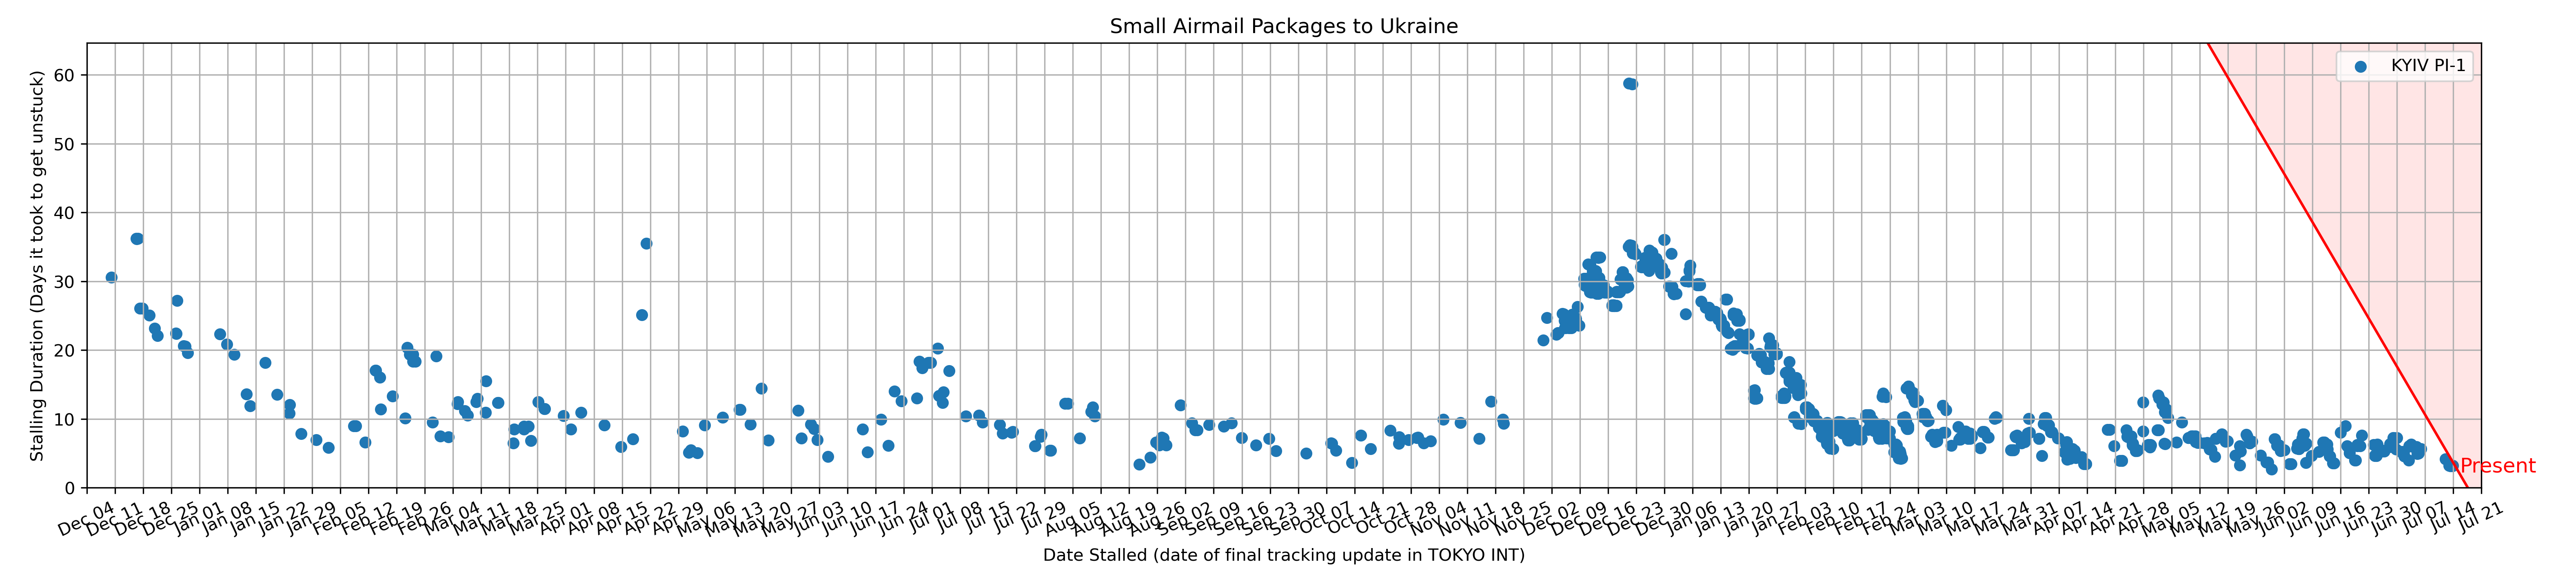 Small Airmail Packages to Ukraine
KYIV PI-1
Stalling Duration (Days it took to get unstuck)
60
50
40
30
20
10
0
Present
Dec 04
Dec 11
Dec 18
Dec 25
Jan 01
Jan 08
Jan 15
Jan 22
Jan 29
Feb 05
Feb 12
Feb 19
Feb 26
Mar 04
Mar 11
Mar 18
Mar 25
Apr 01
Apr 08
Apr 15
Apr 22
Apr 29
May 06
May 13
May 20
May 27
Jun 03
Jun 10
Jun 17
Jun 24
Jul 01
Jul 08
Jul 15
Jul 22
Jul 29
Aug 05
Aug 12
Aug 19
Aug 26
Sep 02
Sep 09
Sep 16
Sep 23
Sep 30
Oct 07
Oct 14
Oct 21
Oct 28
Nov 04
Nov 11
Nov 18
Nov 25
Dec 02
Dec 09
Dec 16
Dec 23
Dec 30
Jan 06
Jan 13
Jan 20
Jan 27
Feb 03
Feb 10
Feb 17
Feb 24
Mar 03
Mar 10
Mar 17
Mar 24
Mar 31
Apr 07
Apr 14
Apr 21
Apr 28
May 05
May 12
May 19
May 26
Jun 02
Jun 09
Jun 16
Jun 23
Jun 30
Jul 07
Jul 14
Jul 21
Date Stalled (date of final tracking update in TOKYO INT)